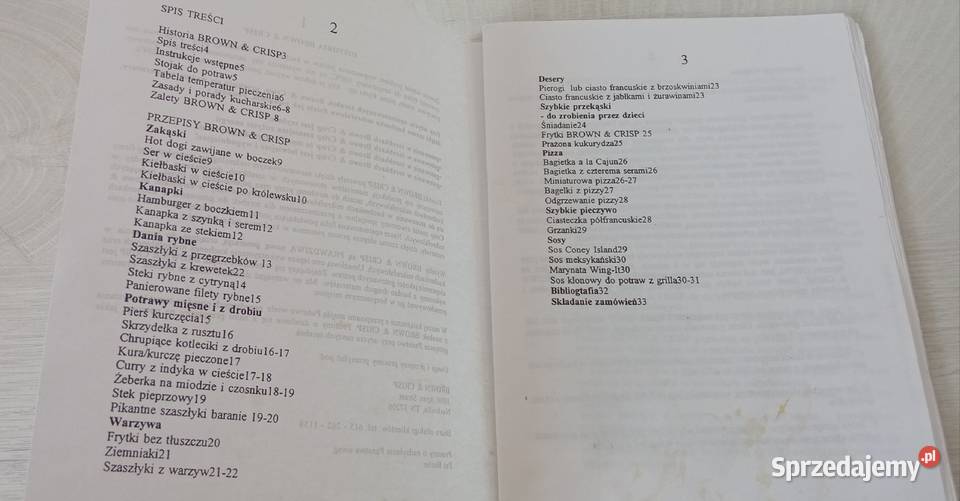 2
SPIS TREŚCI
Historia BROWN & CRISP3
Spis treści4
Instrukcje wstępne5
Stojak do potraw5
Tabela temperatur pieczenia6
Zasady i porady kucharskie6-8
Zalety BROWN & CRISP 8
PRZEPISY BROWN & CRISP
Zakąski
Hot dogi zawijane w boczek9
Ser w cieście9
Kiełbaski w cieście10
Kiełbaski w cieście po królewsku10
Kanapki
Hamburger z boczkiem11
Kanapka z szynką i serem12
Kanapka ze stekiem12
Dania rybne
Szaszłyki z przegrzebków 13
Szaszłyki z krewetek22
Steki rybne z cytryną14
Panierowane filety rybne15
Potrawy mięsne i z drobiu
Pierś kurczęcia15
Skrzydełka z rusztu16
Chrupiące kotleciki z drobiu16-17
Kura/kurczę pieczone17
Curry z indyka w cieście17-18
Żeberka na miodzie i czosnku18-19
Stek pieprzowy19
Pikantne szaszłyki baranie 19-20
Warzywa
Frytki bez tłuszczu20
Ziemniaki21
Szaszłyki z warzyw21-22
3
Desery
Pierogi lub ciasto francuskie z brzoskwiniami23
Ciasto francuskie z jabłkami i żurawinami23
Szybkie przekąski
- do zrobienia przez dzieci
Śniadanie24
Frytki BROWN & CRISP 25
Prażona kukurydza25
Pizza
Bagietka a la Cajun26
Bagietka z czterema serami26
Miniaturowa pizza26-27
Bagelki z pizzy27
Odgrzewanie pizzy28
Szybkie pieczywo
Ciasteczka półfrancuskie28
Grzanki29
Sosy
Sos Coney Island29
Sos meksykański30
Marynata Wing-It30
Sos klonowy do potraw z grilla30-31
Bibliogtafia32
Składanie zamówień33
Sprzedajemy.pl